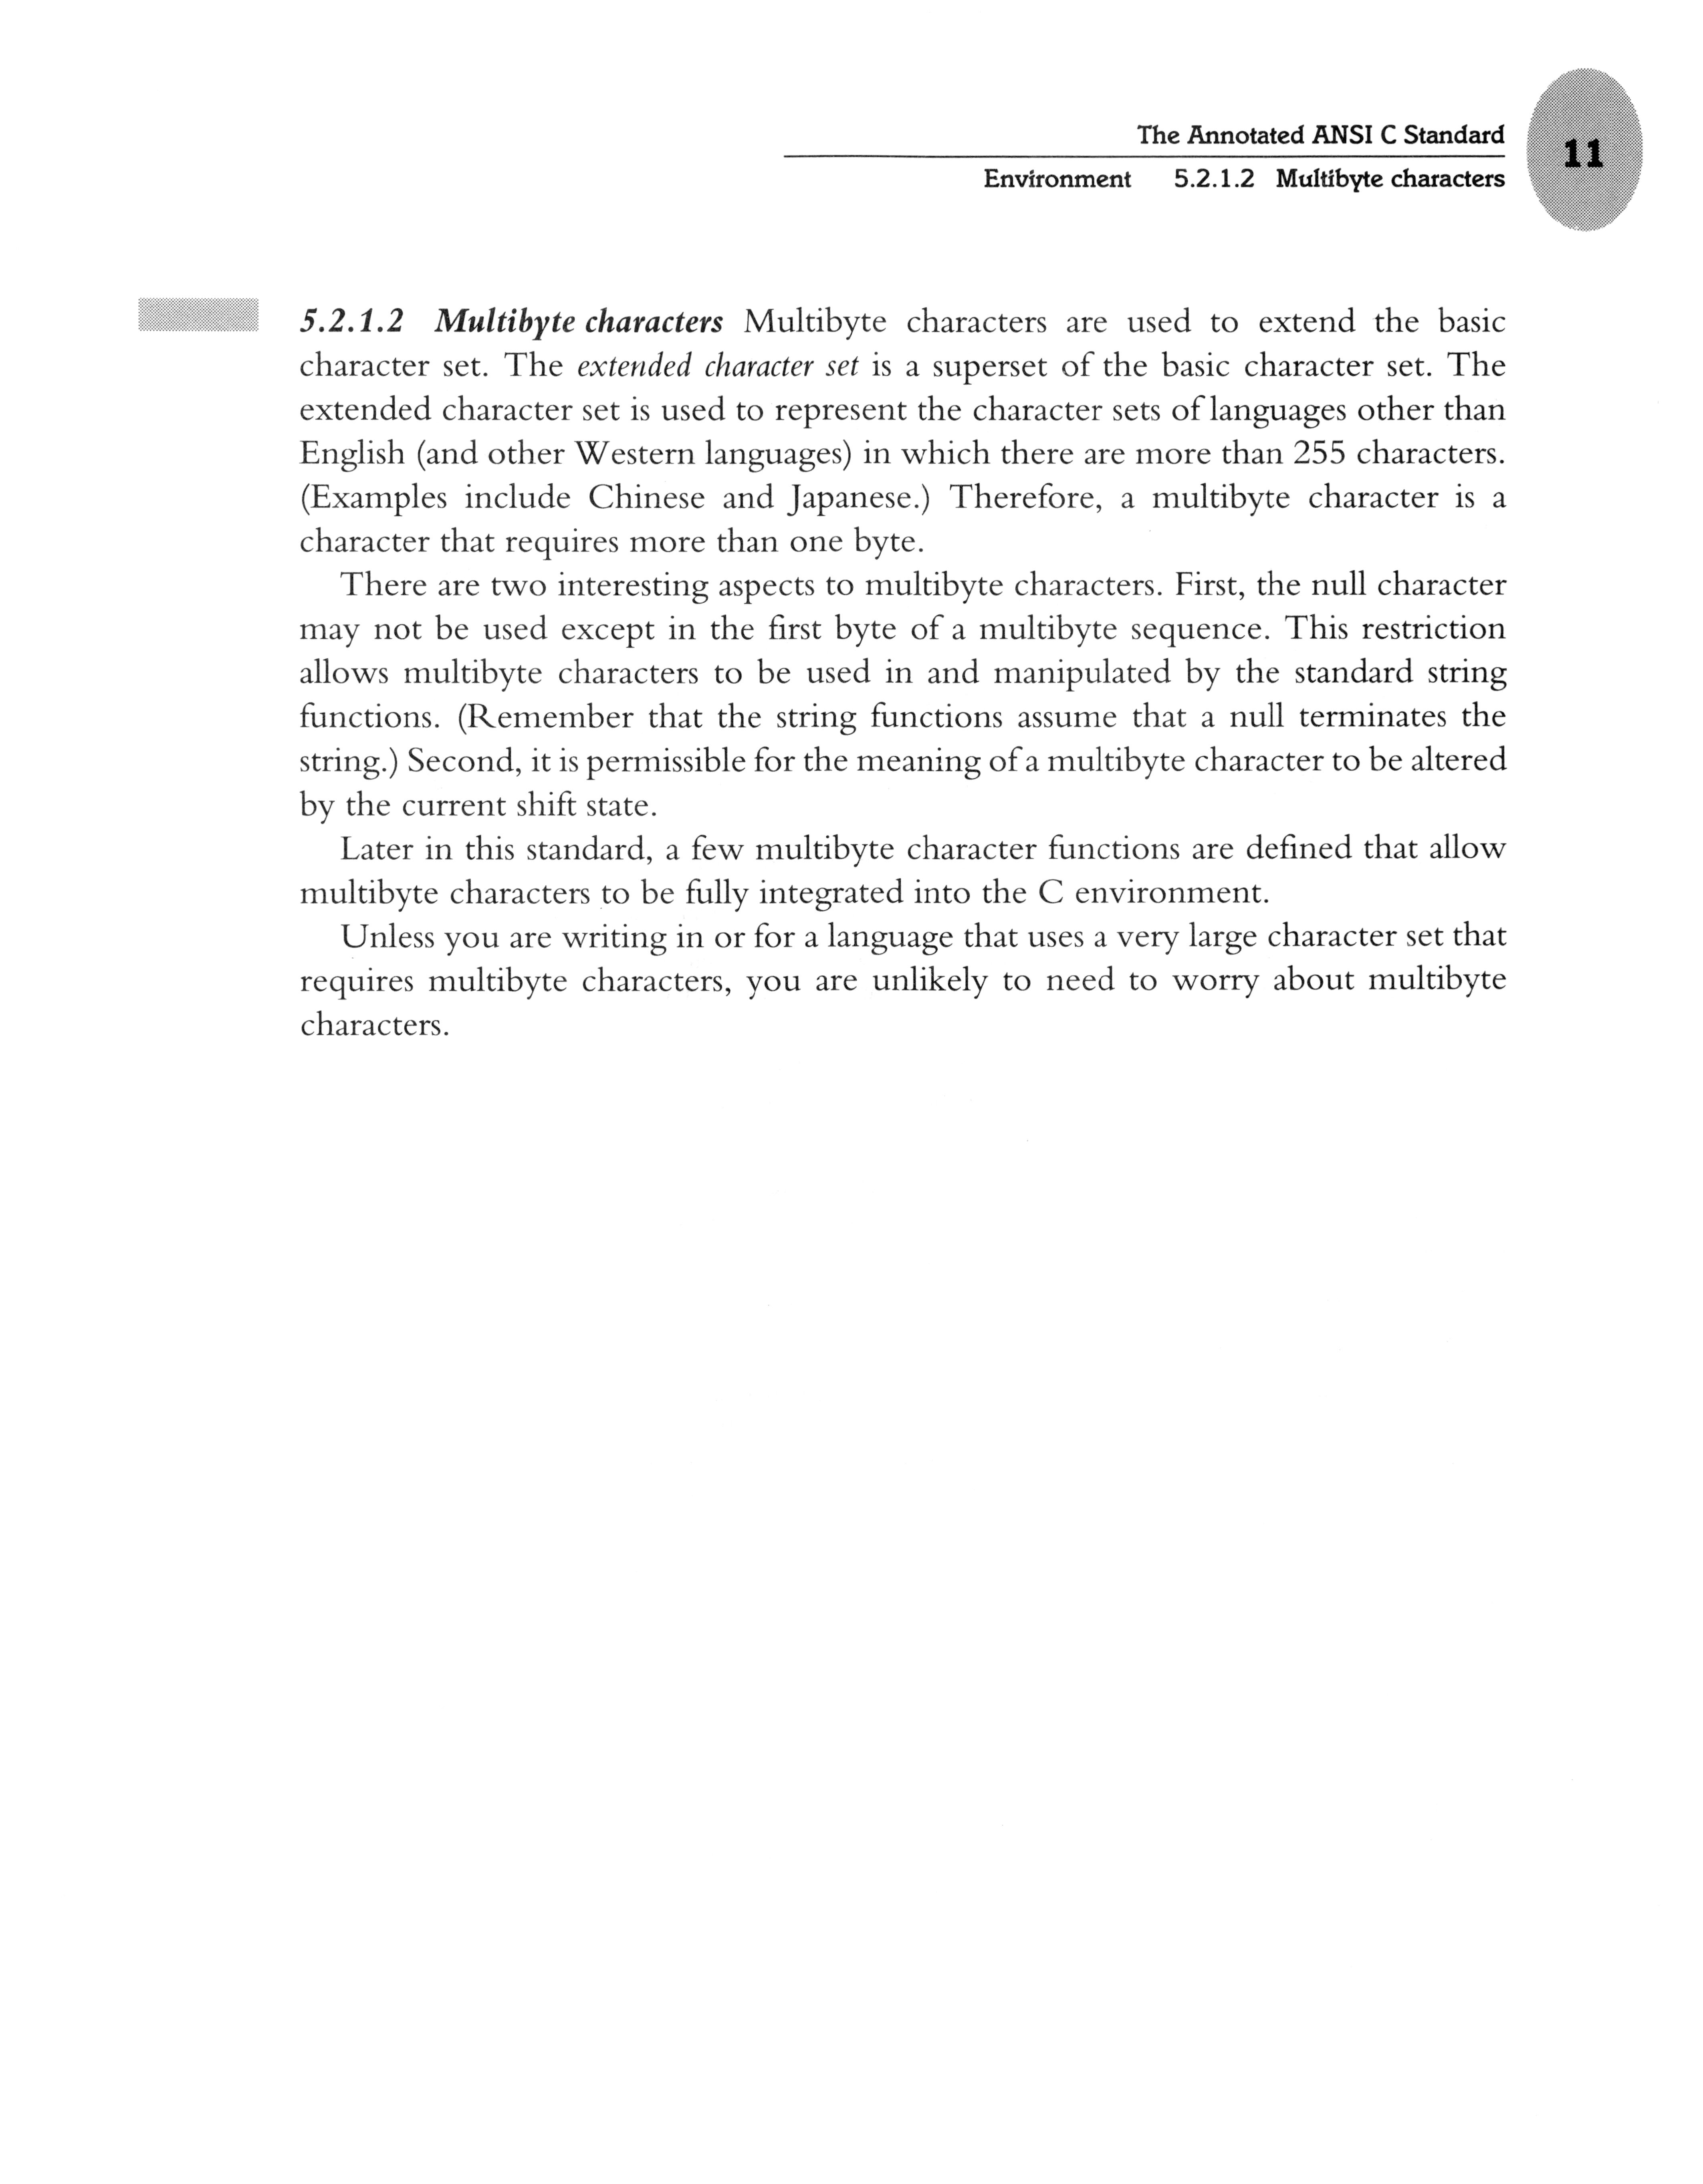 The Annotated ANSI C Standard
11
Environment 5.2.1.2 Multibyte characters
5.2.1.2 Multibyte characters Multibyte characters are used to extend the basic
character set. The extended character set is a superset of the basic character set. The
extended character set is used to represent the character sets of languages other than
English (and other Western languages) in which there are more than 255 characters.
(Examples include Chinese and Japanese.) Therefore, a multibyte character is a
character that requires more than one byte.
There are two interesting aspects to multibyte characters. First, the null character
may not be used except in the first byte of a multibyte sequence. This restriction
allows multibyte characters to be used in and manipulated by the standard string
functions. (Remember that the string functions assume that a null terminates the
string.) Second, it is permissible for the meaning of a multibyte character to be altered
by the current shift state.
Later in this standard, a few multibyte character functions are defined that allow
multibyte characters to be fully integrated into the C environment.
Unless you are writing in or for a language that uses a very large character set that
requires multibyte characters, you are unlikely to need to worry about multibyte
characters.